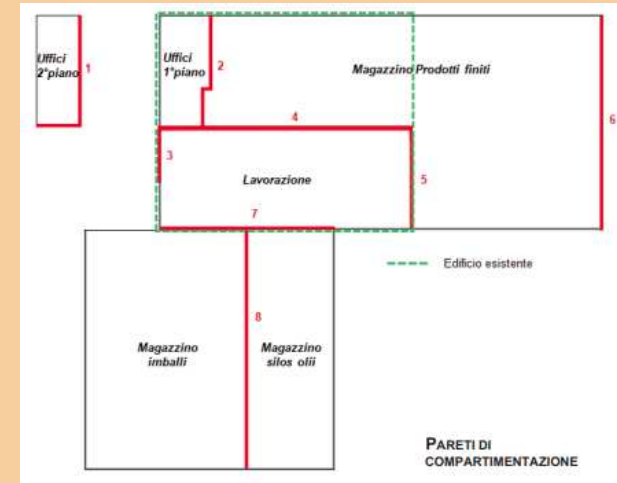 Uffici
2°piano
1
Uffici
1°piano
2
Magazzino Prodotti finiti
6
4
3
Lavorazione
5
7
Edificio esistente
8
Magazzino
imballi
Magazzino
silos olii
PARETI DI
COMPARTIMENTAZIONE